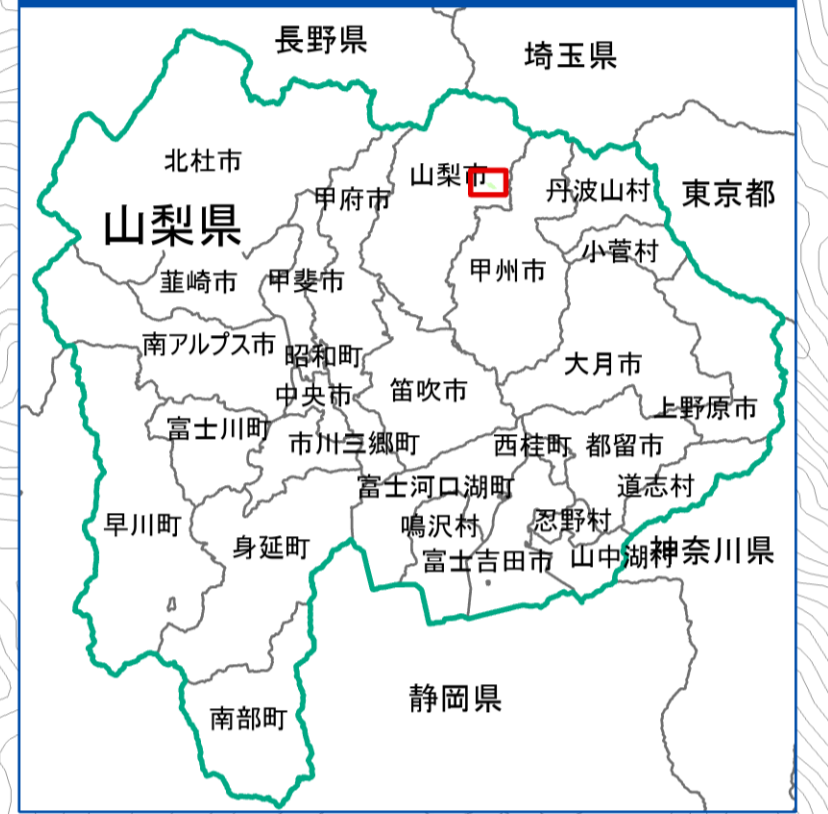 長野県
埼玉県
北杜市
山梨市
甲府市
丹波山村
東京都
山梨県
小菅村
韮崎市
甲斐市
甲州市
南アルプス市
昭和町
大月市
中央市
笛吹市
上野原市
富士川町
市川三郷町
西桂町
都留市
富士河口湖町
道志村
早川町
鳴沢村
忍野村
身延町
富士吉田市
山中湖村
神奈川県
静岡県
南部町